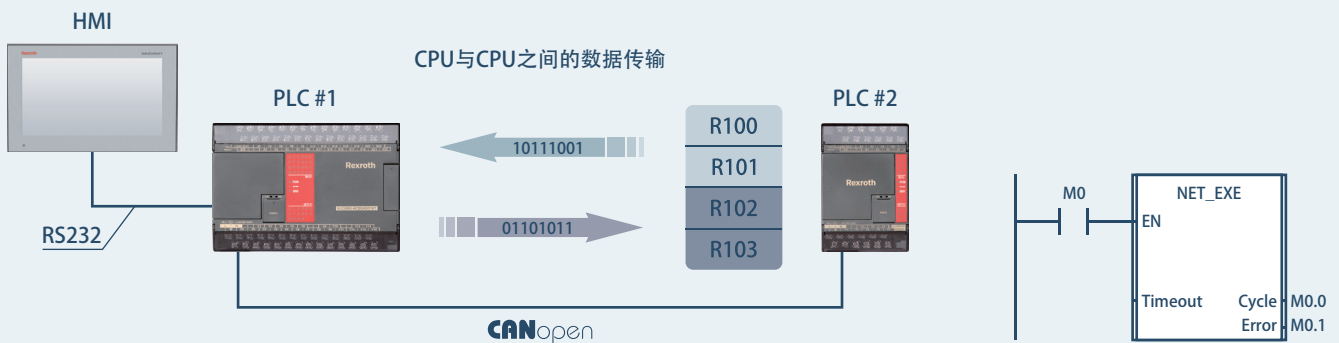 HMI
CPU与CPU之间的数据传输
PLC #1
PLC #2
Rexroth
10111001
01101011
R100
R101
R102
R103
Rexroth
RS232
CANopen
M0
NET_EXE
EN
Timeout
Cycle
M0.0
Error
M0.1